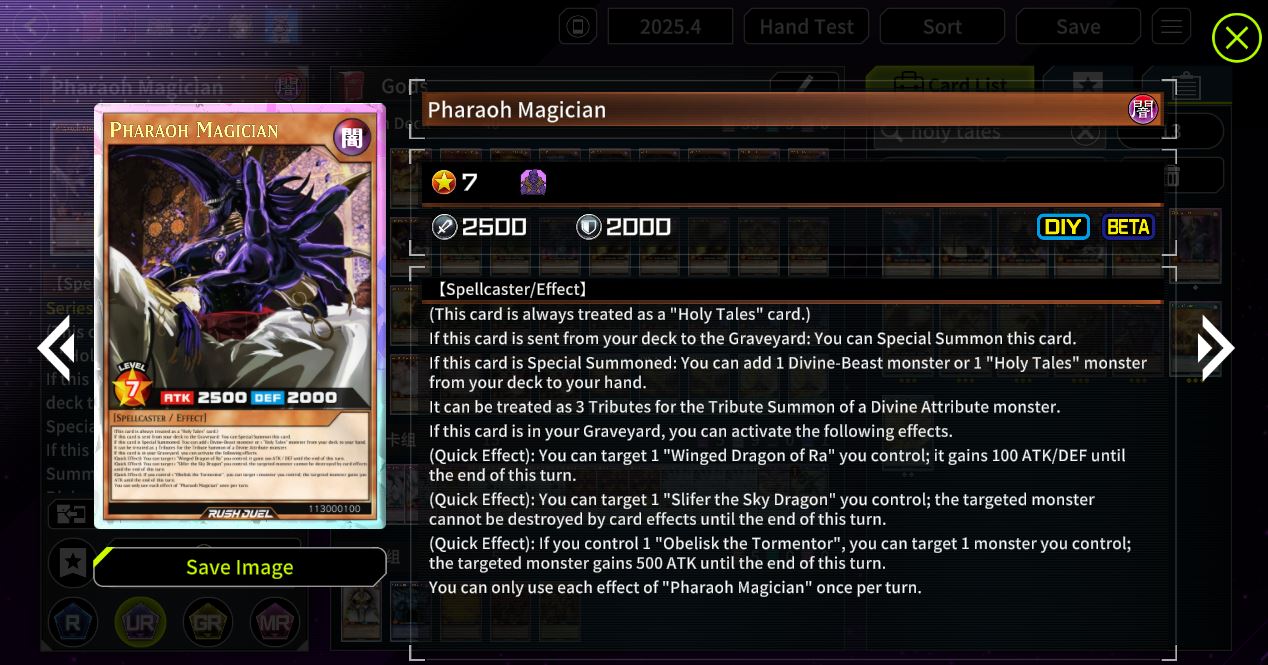 2025.4
Hand Test
Sort
Save
Pharaoh Magician
闇
Gods
Card List
Pharaoh Magician
闇
holy tales
PHARAOH MAGICIAN
闇
7
2500
2000
DIY
BETA
【Spellcaster/Effect】
(This card is always treated as a "Holy Tales" card.)
If this card is sent from your deck to the Graveyard: You can Special Summon this card.
If this card is Special Summoned: You can add 1 Divine-Beast monster or 1 "Holy Tales" monster
from your deck to your hand.
It can be treated as 3 Tributes for the Tribute Summon of a Divine Attribute monster.
If this card is in your Graveyard, you can activate the following effects.
(Quick Effect): You can target 1 "Winged Dragon of Ra" you control; it gains 100 ATK/DEF until
the end of this turn.
(Quick Effect): You can target 1 "Slifer the Sky Dragon" you control; the targeted monster
cannot be destroyed by card effects until the end of this turn.
(Quick Effect): If you control 1 "Obelisk the Tormentor", you can target 1 monster you control;
the targeted monster gains 500 ATK until the end of this turn.
You can only use each effect of "Pharaoh Magician" once per turn.
LEVEL
7
ATK 2500 DEF 2000
[SPELLCASTER / EFFECT]
RUSH DUEL
113000100
Save Image
R
UR
GR
MR